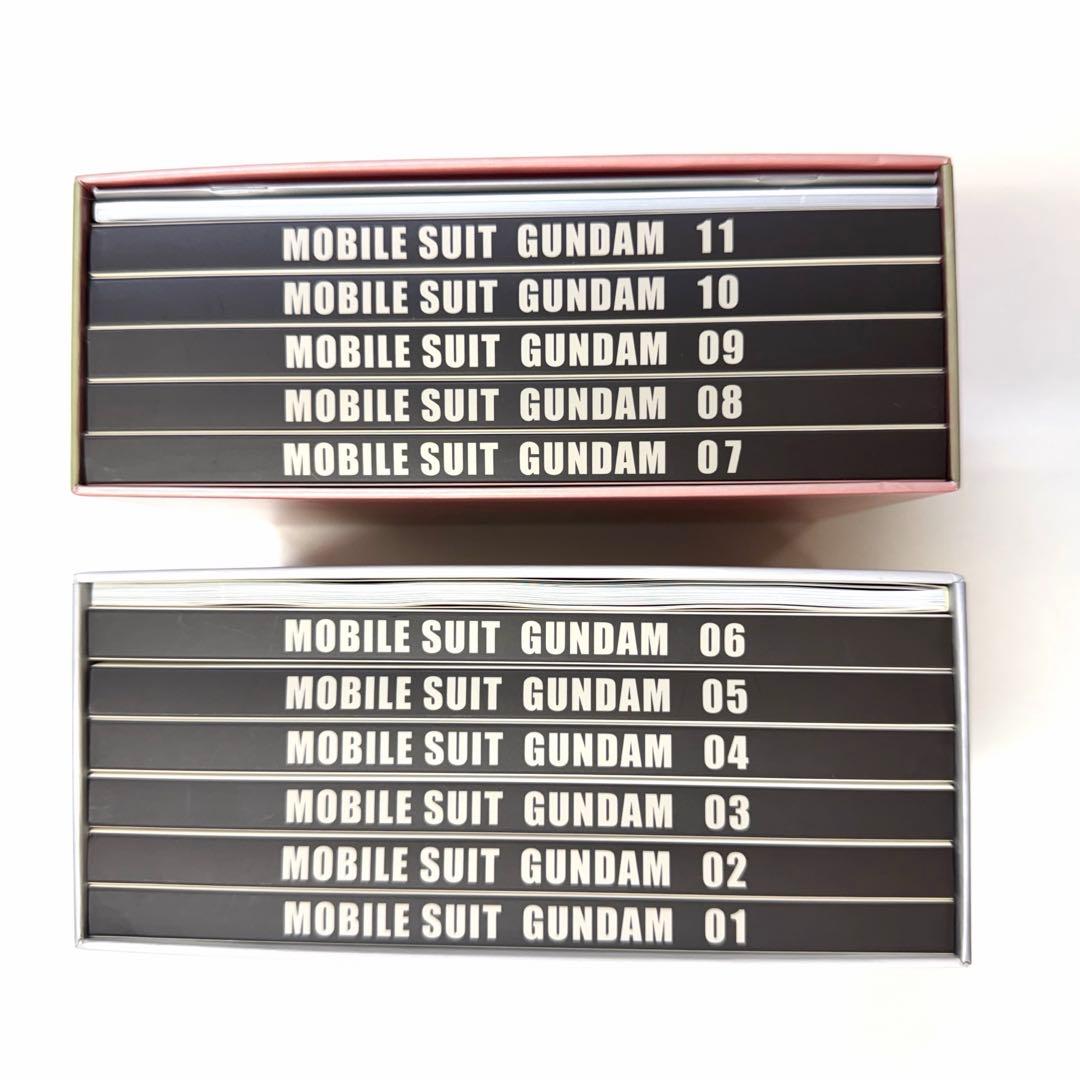 MOBILE SUIT GUNDAM 11
MOBILE SUIT GUNDAM 10
MOBILE SUIT GUNDAM 09
MOBILE SUIT GUNDAM 08
MOBILE SUIT GUNDAM 07
MOBILE SUIT GUNDAM 06
MOBILE SUIT GUNDAM 05
MOBILE SUIT GUNDAM 04
MOBILE SUIT GUNDAM 03
MOBILE SUIT GUNDAM 02
MOBILE SUIT GUNDAM 01